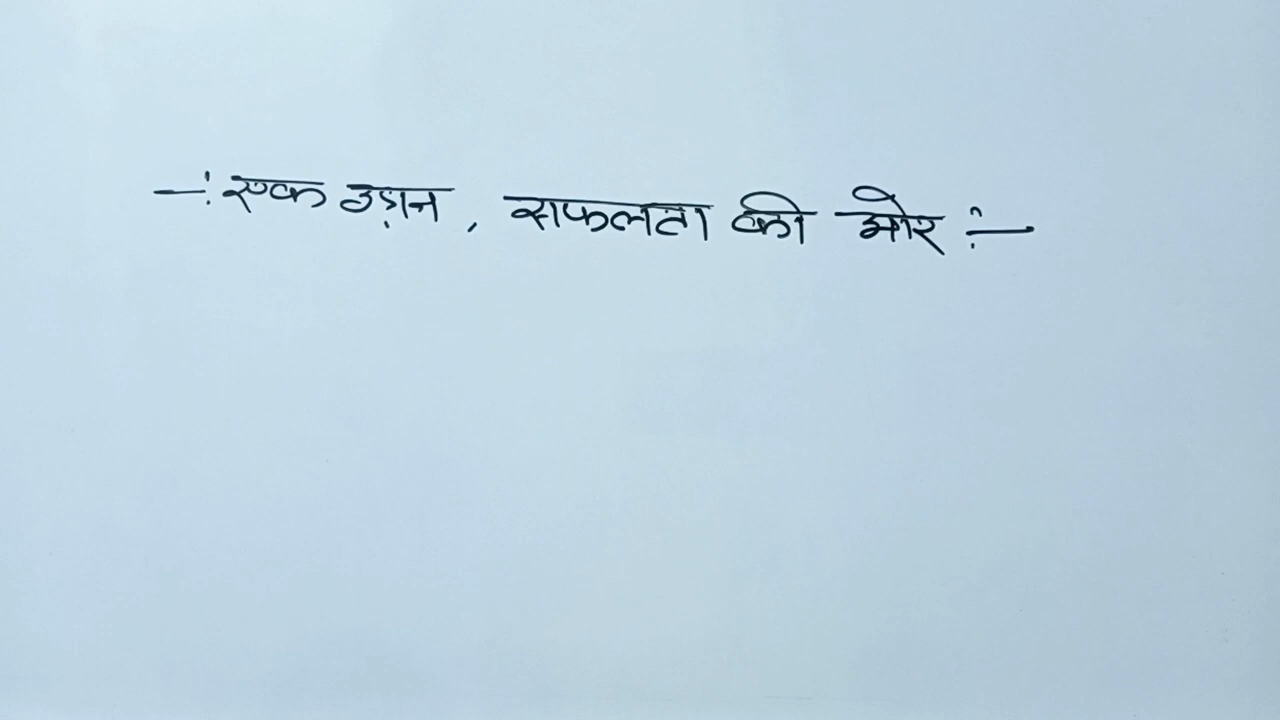 -: एक उड़ान, सफलता की ओर :-